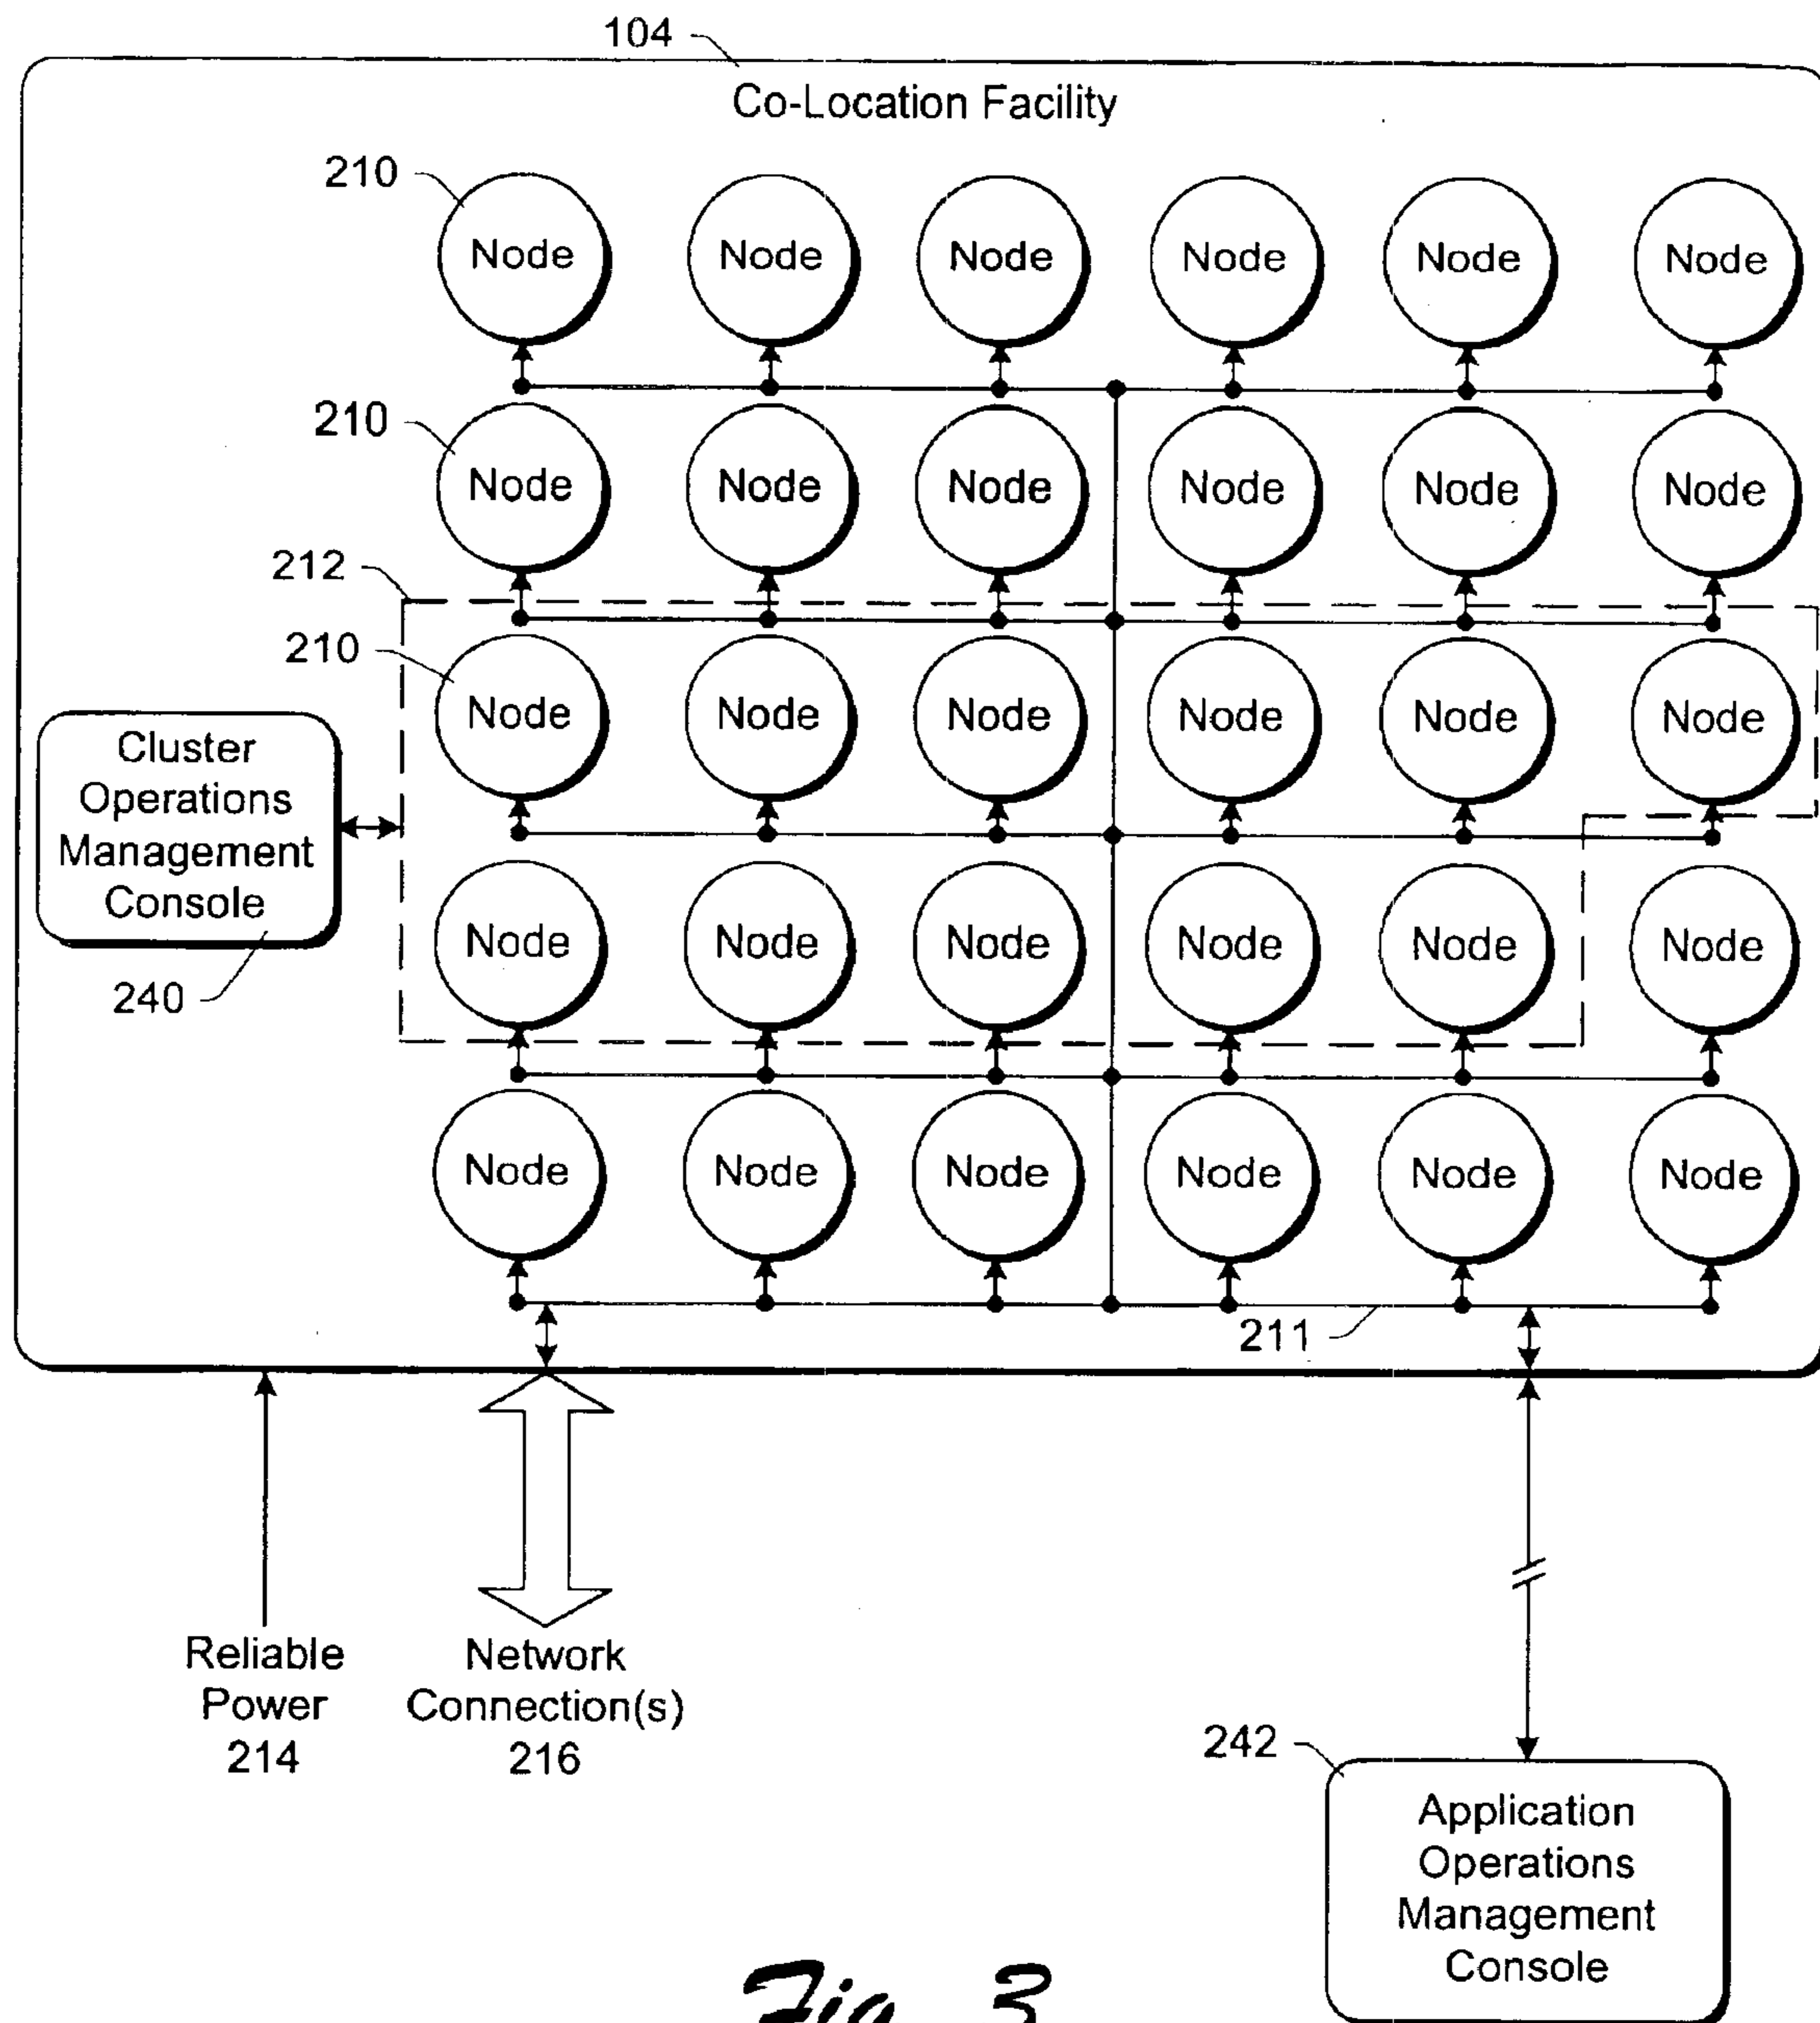 104
Co-Location Facility
210
Node Node Node Node Node Node
210
Node Node Node Node Node Node
212
210
Node Node Node Node Node Node
Cluster
Operations
Management
Console
240
Node Node Node Node Node Node
Node Node Node Node Node Node
211
Reliable
Power
214
Network
Connection(s)
216
242
Application
Operations
Management
Console
Fig. 3